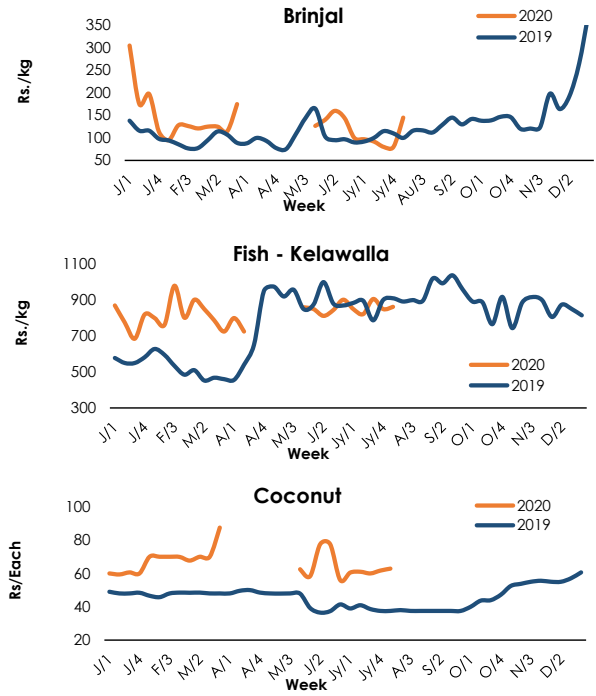 Brinjal
2020
2019
Rs./kg
350
300
250
200
150
100
50
J/1 J/4 F/3 M/2 A/1 A/4 M/3 J/2 Jy/1 Jy/4 Au/3 S/2 O/1 O/4 N/3 D/2
Week
Fish - Kelawalla
Rs./kg
1100
900
700
500
300
2020
2019
J/1 J/4 F/3 M/2 A/1 A/4 M/3 J/2 Jy/1 Jy/4 A/3 S/2 O/1 O/4 N/3 D/2
Week
Coconut
2020
2019
Rs/Each
100
80
60
40
20
J/1 J/4 F/3 M/2 A/1 A/4 M/3 J/2 Jy/1 Jy/4 A/3 S/2 O/1 O/4 N/3 D/2
Week